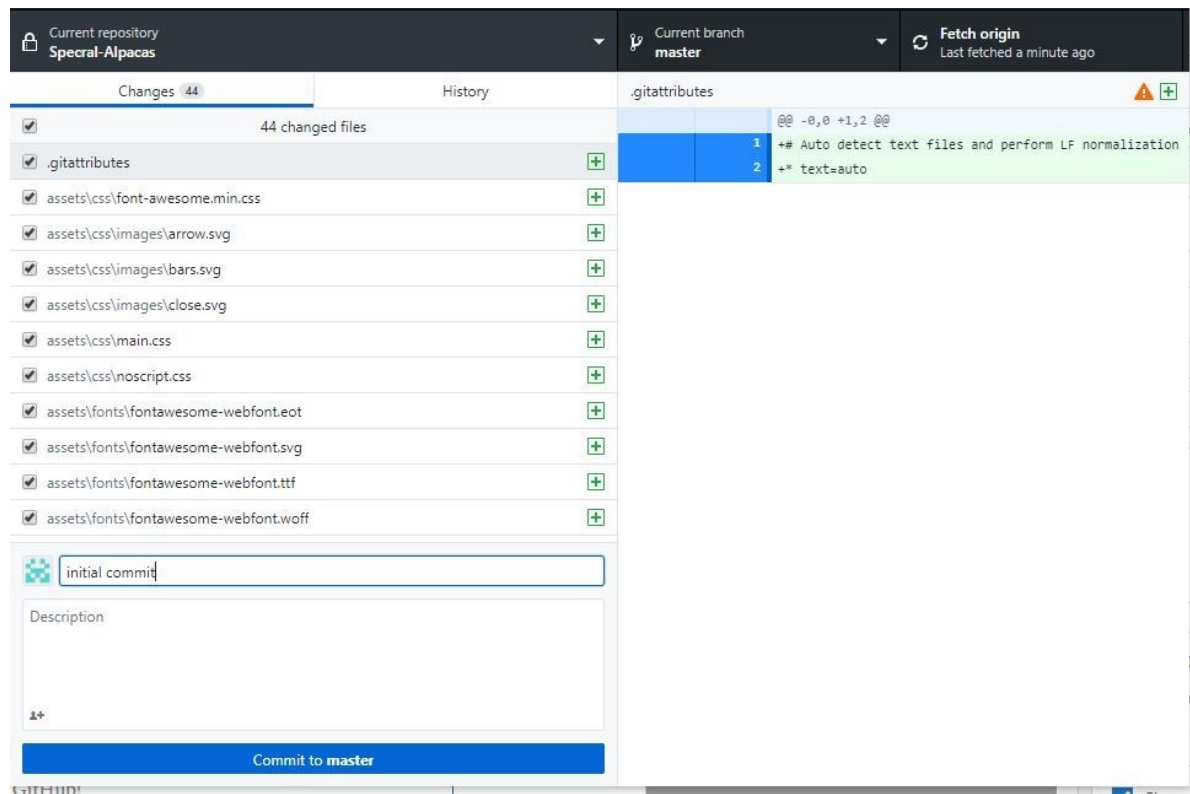 Current repository
Specral-Alpacas
Current branch
master
Fetch origin
Last fetched a minute ago
Changes 44
History
.gitattributes
44 changed files
@@ -0,0 +1,2 @@
1 +# Auto detect text files and perform LF normalization
2 +* text=auto
.gitattributes
assets\css\font-awesome.min.css
assets\css\images\arrow.svg
assets\css\images\bars.svg
assets\css\images\close.svg
assets\css\main.css
assets\css\noscript.css
assets\fonts\fontawesome-webfont.eot
assets\fonts\fontawesome-webfont.svg
assets\fonts\fontawesome-webfont.ttf
assets\fonts\fontawesome-webfont.woff
initial commit
Description
Commit to master
GitHub!